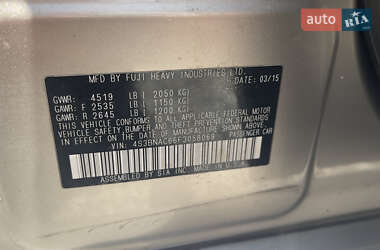 auto RIA
MFD BY FUJI HEAVY INDUSTRIES LTD.
DATE: 03/15
GVWR: 4519 LB ( 2050 KG)
GAWR: F 2535 LB ( 1150 KG)
GAWR: R 2645 LB ( 1200 KG)
THIS VEHICLE CONFORMS TO ALL APPLICABLE FEDERAL MOTOR
VEHICLE SAFETY, BUMPER, AND THEFT PREVENTION STANDARDS
IN EFFECT ON THE DATE OF MANUFACTURE SHOWN ABOVE.
VIN: 4S3BNAC66F3058069 PASSENGER CAR
ASSEMBLED BY SIA INC. MADE IN U.S.A.